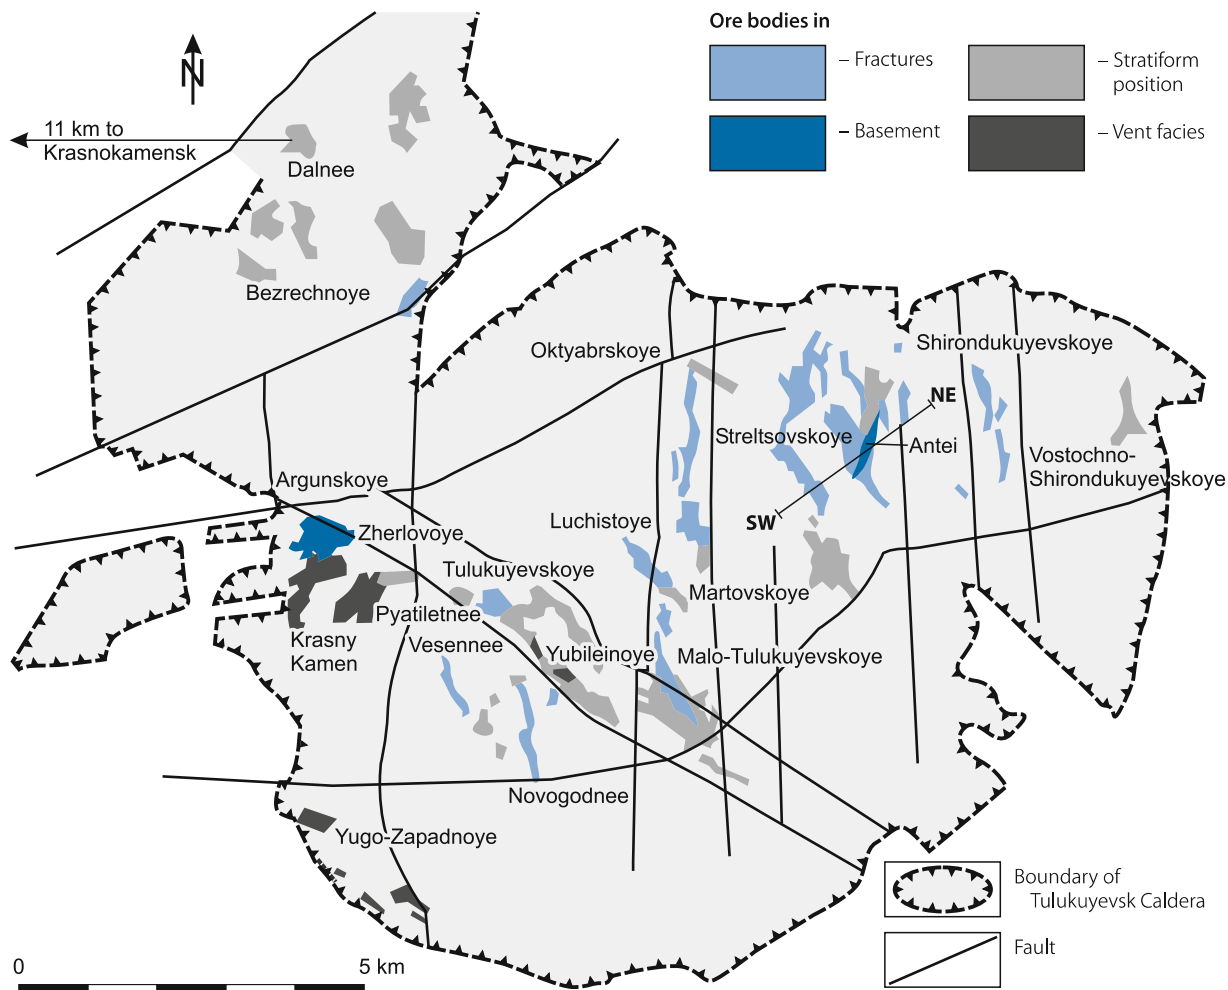 Ore bodies in
– Fractures
– Stratiform
position
– Basement
– Vent facies
N
11 km to
Krasnokamensk
Dalnee
Bezrechnoye
Oktyabrskoye
Shirondukuyevskoye
NE
Streltsovskoye
Antei
Vostochno-
Shirondukuyevskoye
Argunskoye
SW
Luchistoye
Zherlovoye
Tulukuyevskoye
Martovskoye
Pyatiletnee
Krasny
Kamen
Vesennee
Yubileinoye
Malo-Tulukuyevskoye
Novogodnee
Yugo-Zapadnoye
Boundary of
Tulukuyevsk Caldera
Fault
0
5 km